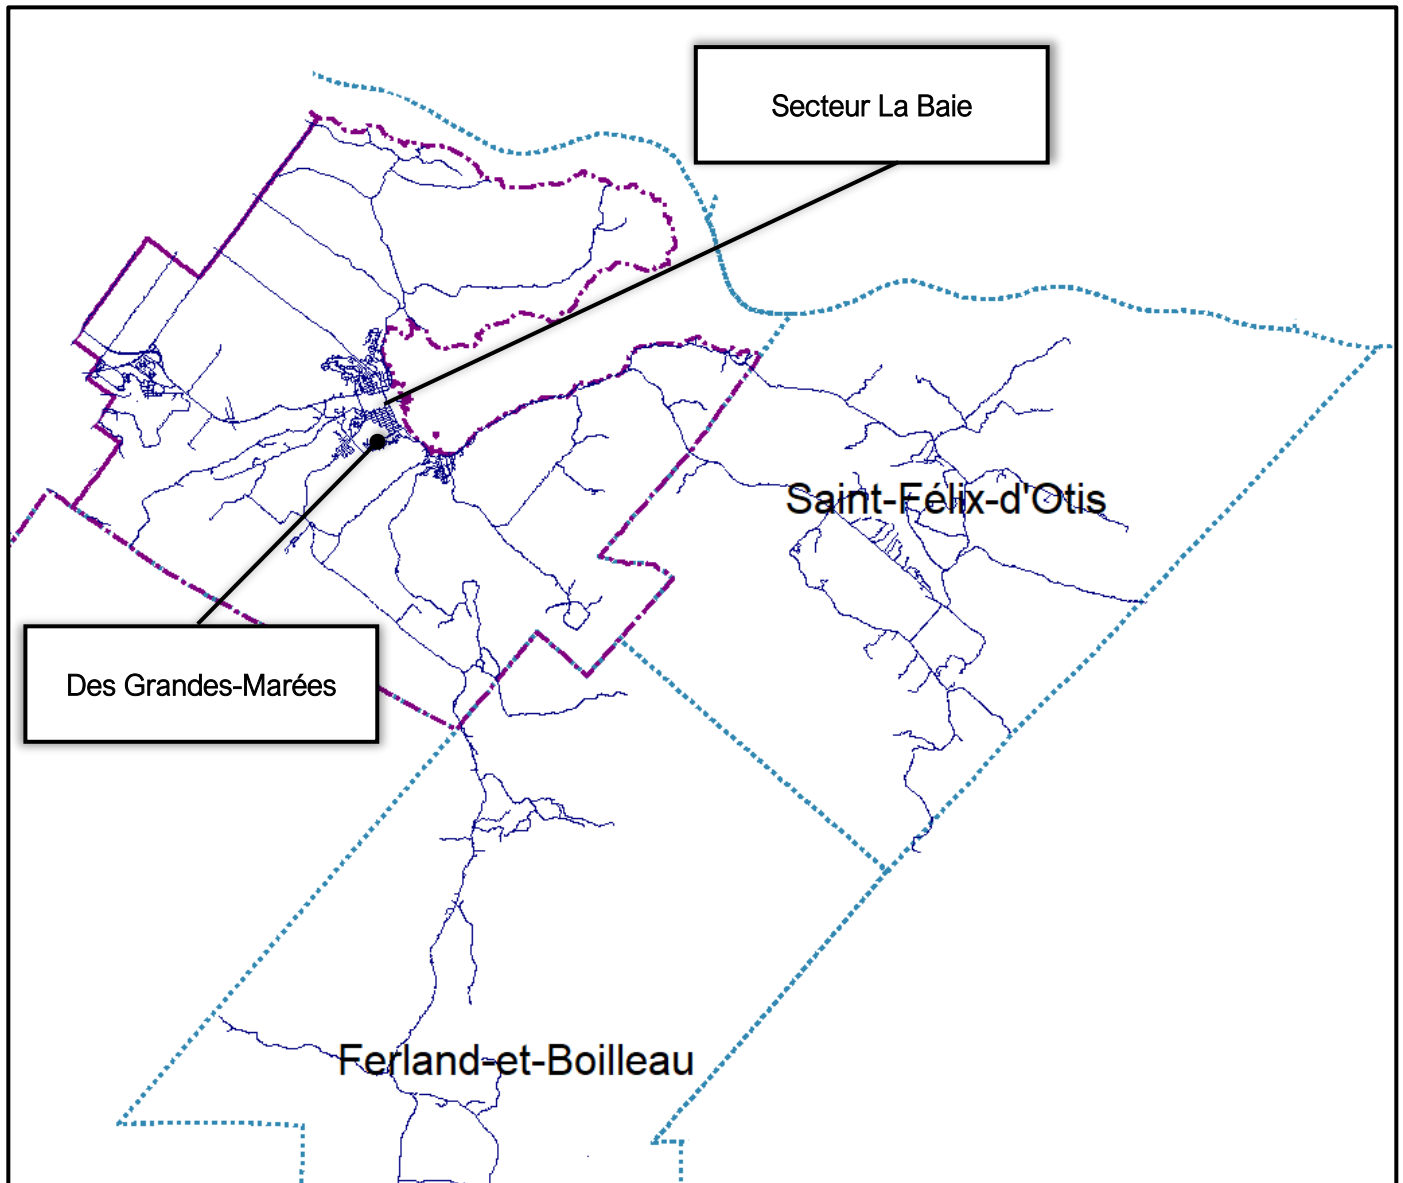 Secteur La Baie
Saint-Félix-d'Otis
Des Grandes-Marées
Ferland-et-Boilleau